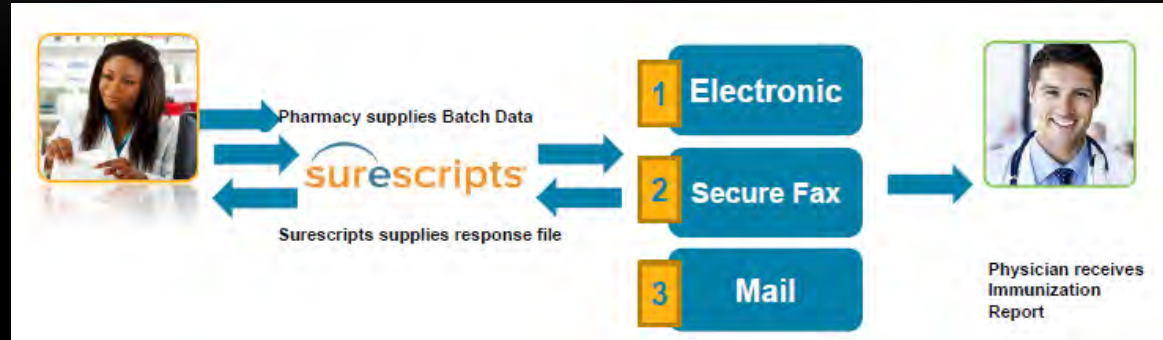 Pharmacy supplies Batch Data
surescripts
Surescripts supplies response file
1 Electronic
2 Secure Fax
3 Mail
Physician receives
Immunization
Report